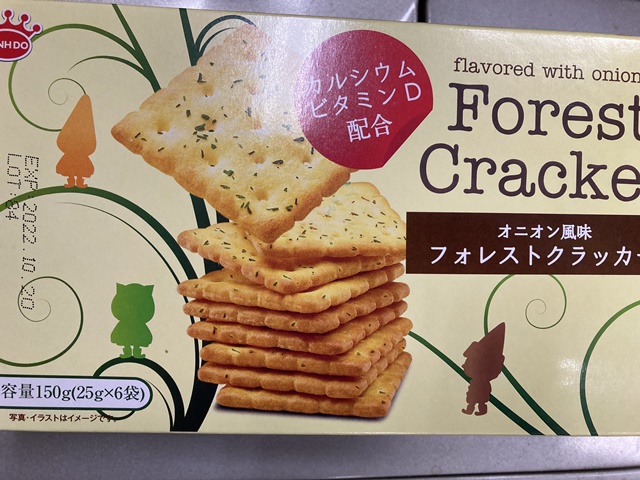 NH DO
カルシウム
ビタミンD
配合
flavored with onion
Forest
Cracke
オニオン風味
フォレストクラッカー
EXP 2022.10.20
LOT:84
容量150g(25g×6袋)
写真・イラストはイメージです。